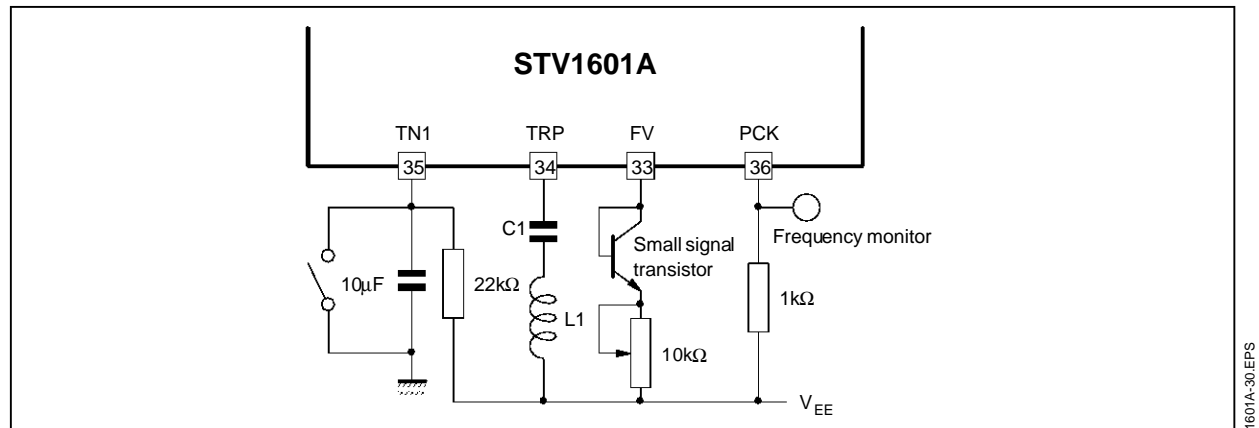 STV1601A
TN1 TRP FV PCK
35 34 33 36
C1
Small signal
transistor
Frequency monitor
10μF
22kΩ
L1
10kΩ
1kΩ
VEE
1601A-30.EPS